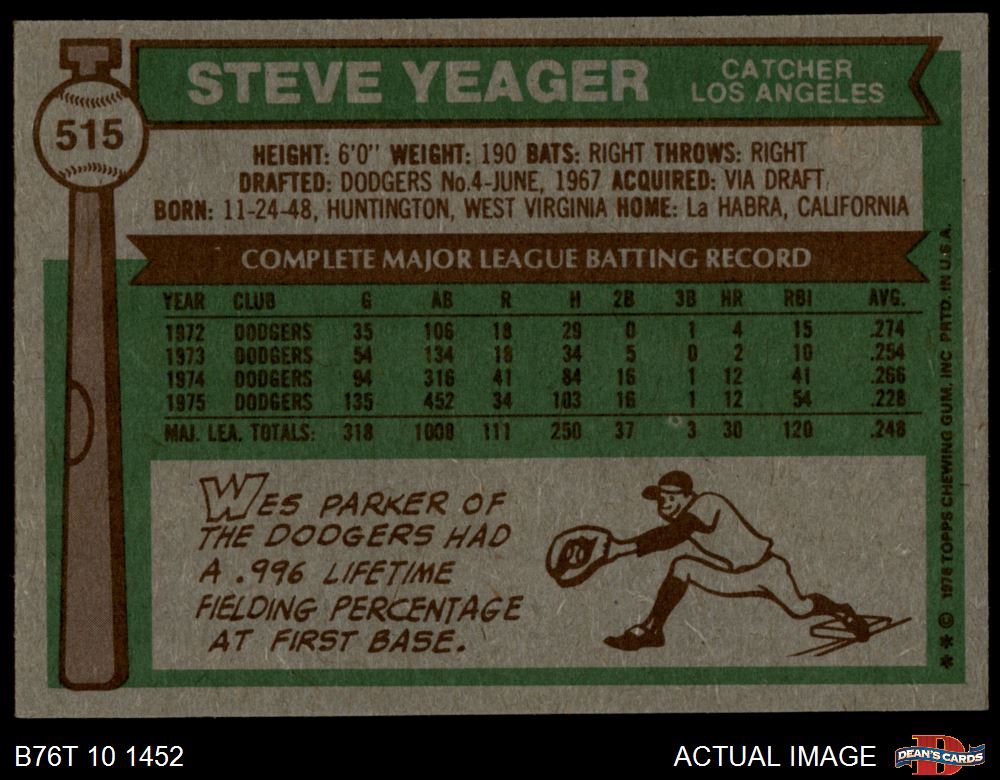 515
STEVE YEAGER
CATCHER
LOS ANGELES
HEIGHT: 6'0" WEIGHT: 190 BATS: RIGHT THROWS: RIGHT
DRAFTED: DODGERS No.4-JUNE, 1967 ACQUIRED: VIA DRAFT
BORN: 11-24-48, HUNTINGTON, WEST VIRGINIA HOME: La HABRA, CALIFORNIA
COMPLETE MAJOR LEAGUE BATTING RECORD
YEAR CLUB G AB R H 2B 3B HR RBI AVG.
1972 DODGERS 35 106 18 29 0 1 4 15 .274
1973 DODGERS 54 134 18 34 5 0 2 10 .254
1974 DODGERS 94 316 41 84 16 1 12 41 .266
1975 DODGERS 135 452 34 103 16 1 12 54 .228
MAJ. LEA. TOTALS: 318 1008 111 250 37 3 30 120 .248
WES PARKER OF
THE DODGERS HAD
A .996 LIFETIME
FIELDING PERCENTAGE
AT FIRST BASE.
* * © 1976 TOPPS CHEWING GUM, INC. PRTD. IN U.S.A.
B76T 10 1452
ACTUAL IMAGE
D
DEAN'S CARDS